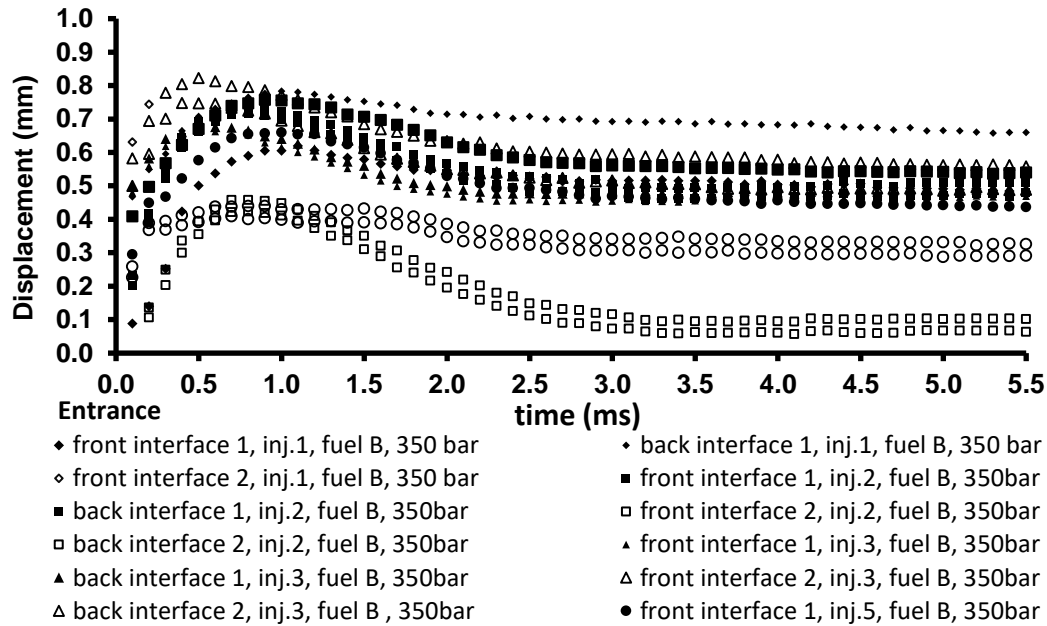 1.0
0.9
0.8
0.7
0.6
0.5
0.4
0.3
0.2
0.1
0.0
Displacement (mm)
0.0 0.5 1.0 1.5 2.0 2.5 3.0 3.5 4.0 4.5 5.0 5.5
Entrance
time (ms)
front interface 1, inj.1, fuel B, 350 bar
back interface 1, inj.1, fuel B, 350 bar
front interface 2, inj.1, fuel B, 350 bar
front interface 1, inj.2, fuel B, 350bar
back interface 1, inj.2, fuel B, 350bar
front interface 2, inj.2, fuel B, 350bar
back interface 2, inj.2, fuel B, 350bar
front interface 1, inj.3, fuel B, 350bar
back interface 1, inj.3, fuel B, 350bar
front interface 2, inj.3, fuel B, 350bar
back interface 2, inj.3, fuel B , 350bar
front interface 1, inj.5, fuel B, 350bar